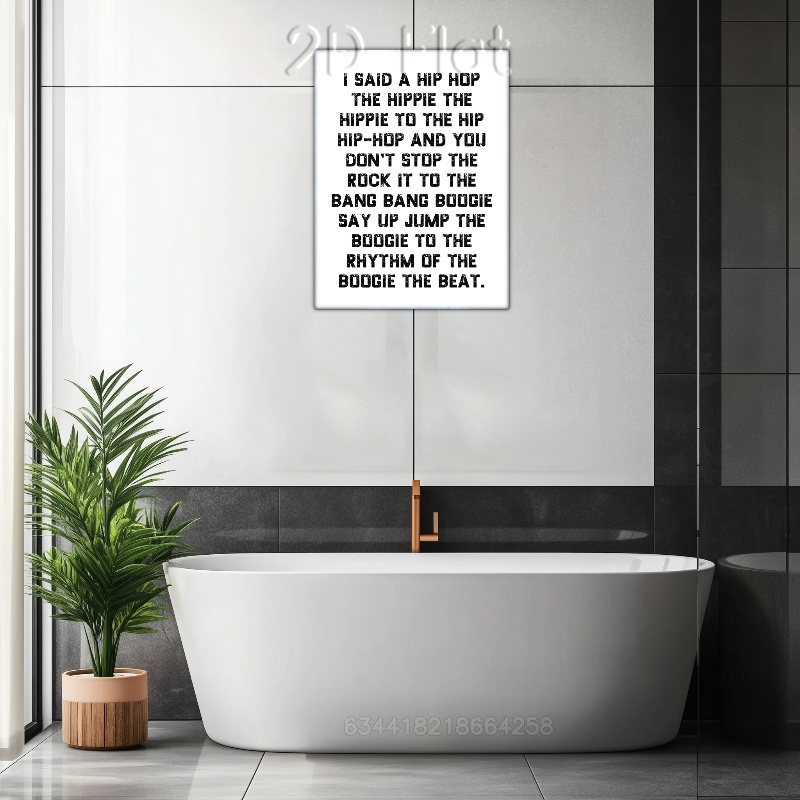 2D Hot
I SAID A HIP HOP
THE HIPPIE THE
HIPPIE TO THE HIP
HIP-HOP AND YOU
DON'T STOP THE
ROCK IT TO THE
BANG BANG BOOGIE
SAY UP JUMP THE
BOOGIE TO THE
RHYTHM OF THE
BOOGIE THE BEAT.
634418218664258